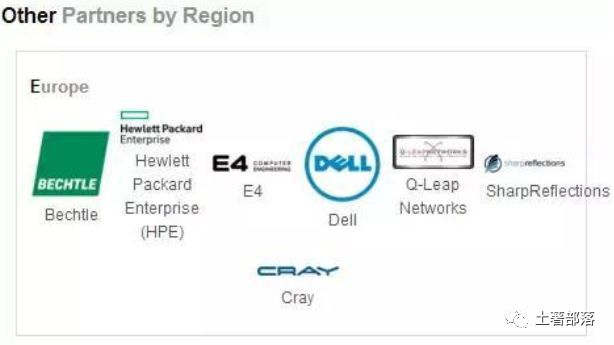 Other Partners by Region
Europe
BECHTLE
Bechtle
Hewlett Packard
Enterprise
Hewlett
Packard
Enterprise
(HPE)
E4 COMPUTER
ENGINEERING
E4
DELL
Dell
Q-LEAP NETWORKS
Q-Leap
Networks
sharpreflections
SharpReflections
CRAY
Cray
土著部落